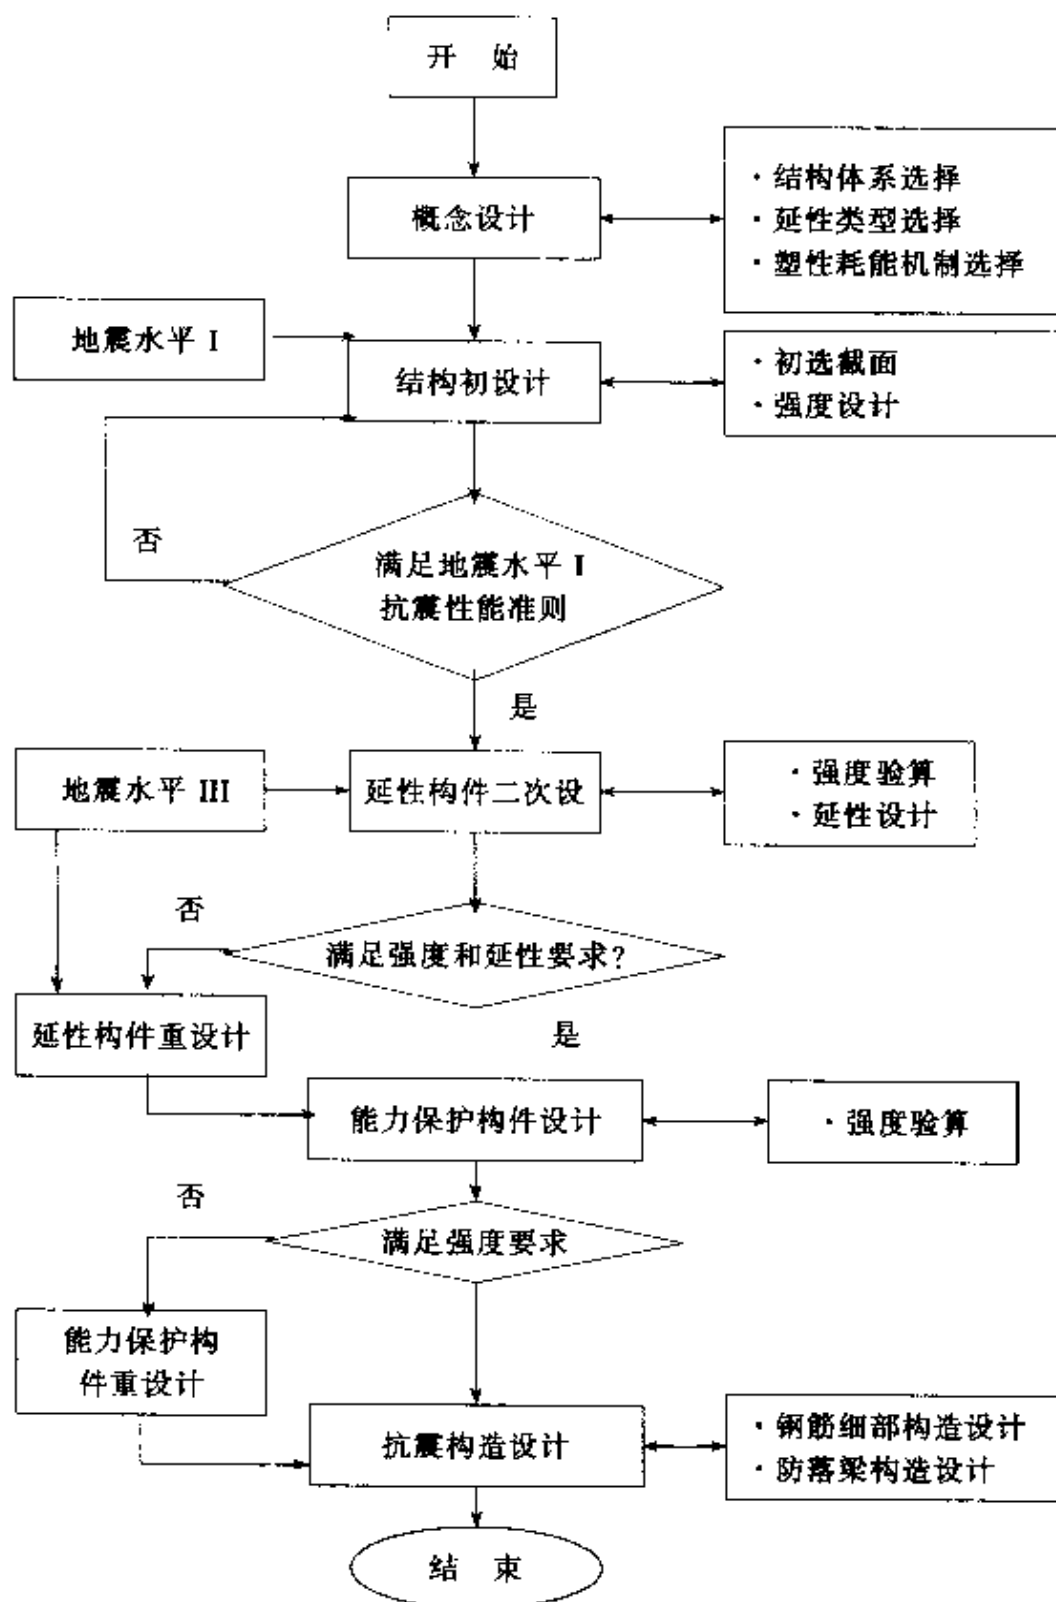 开 始
概念设计
· 结构体系选择
· 延性类型选择
· 塑性耗能机制选择
地震水平 I
结构初设计
· 初选截面
· 强度设计
否
满足地震水平 I
抗震性能准则
是
地震水平 III
延性构件二次设
· 强度验算
· 延性设计
否
满足强度和延性要求?
延性构件重设计
是
能力保护构件设计
· 强度验算
否
满足强度要求
能力保护构
件重设计
抗震构造设计
· 钢筋细部构造设计
· 防落梁构造设计
结 束